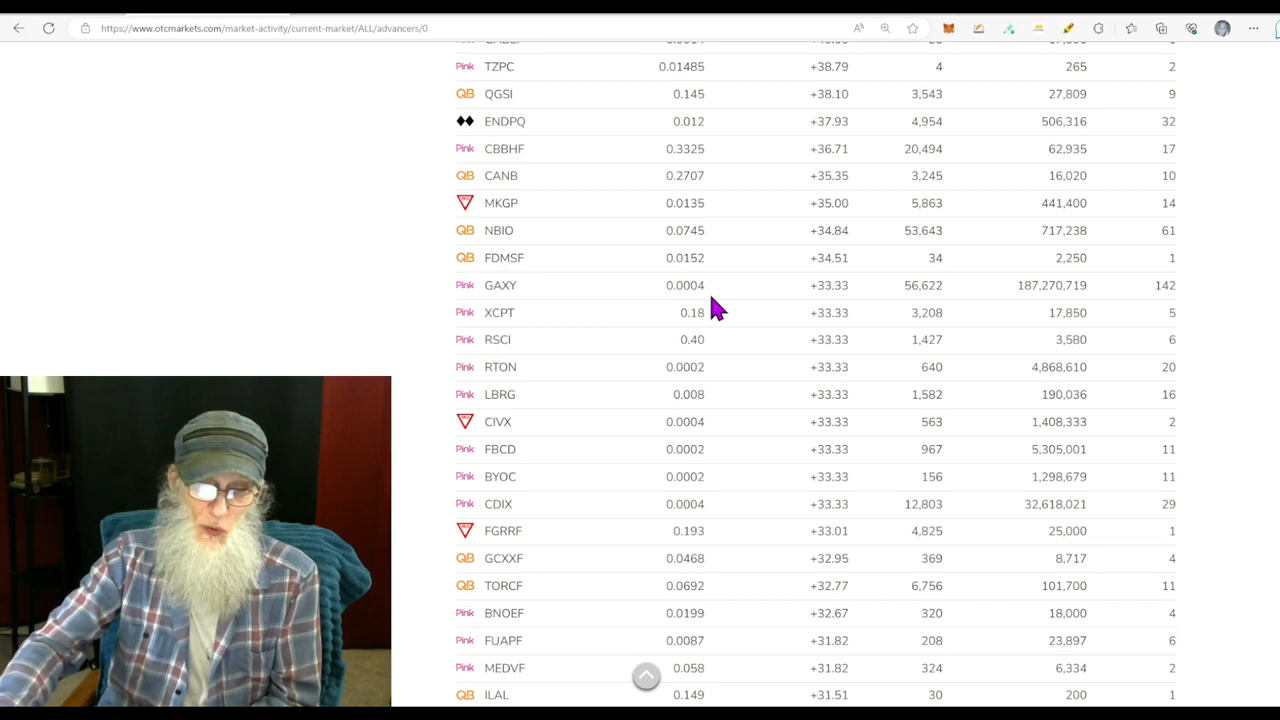 https://www.otcmarkets.com/market-activity/current-market/ALL/advancers/0
Pink TZPC 0.01485 +38.79 4 265 2
QB QGSI 0.145 +38.10 3,543 27,809 9
ENDPQ 0.012 +37.93 4,954 506,316 32
Pink CBBHF 0.3325 +36.71 20,494 62,935 17
QB CANB 0.2707 +35.35 3,245 16,020 10
MKGP 0.0135 +35.00 5,863 441,400 14
QB NBIO 0.0745 +34.84 53,643 717,238 61
QB FDMSF 0.0152 +34.51 34 2,250 1
Pink GAXY 0.0004 +33.33 56,622 187,270,719 142
Pink XCPT 0.18 +33.33 3,208 17,850 5
Pink RSCI 0.40 +33.33 1,427 3,580 6
Pink RTON 0.0002 +33.33 640 4,868,610 20
Pink LBRG 0.008 +33.33 1,582 190,036 16
CIVX 0.0004 +33.33 563 1,408,333 2
Pink FBCD 0.0002 +33.33 967 5,305,001 11
Pink BYOC 0.0002 +33.33 156 1,298,679 11
Pink CDIX 0.0004 +33.33 12,803 32,618,021 29
FGRRF 0.193 +33.01 4,825 25,000 1
QB GCXXF 0.0468 +32.95 369 8,717 4
QB TORCF 0.0692 +32.77 6,756 101,700 11
Pink BNOEF 0.0199 +32.67 320 18,000 4
Pink FUAPF 0.0087 +31.82 208 23,897 6
Pink MEDVF 0.058 +31.82 324 6,334 2
QB ILAL 0.149 +31.51 30 200 1